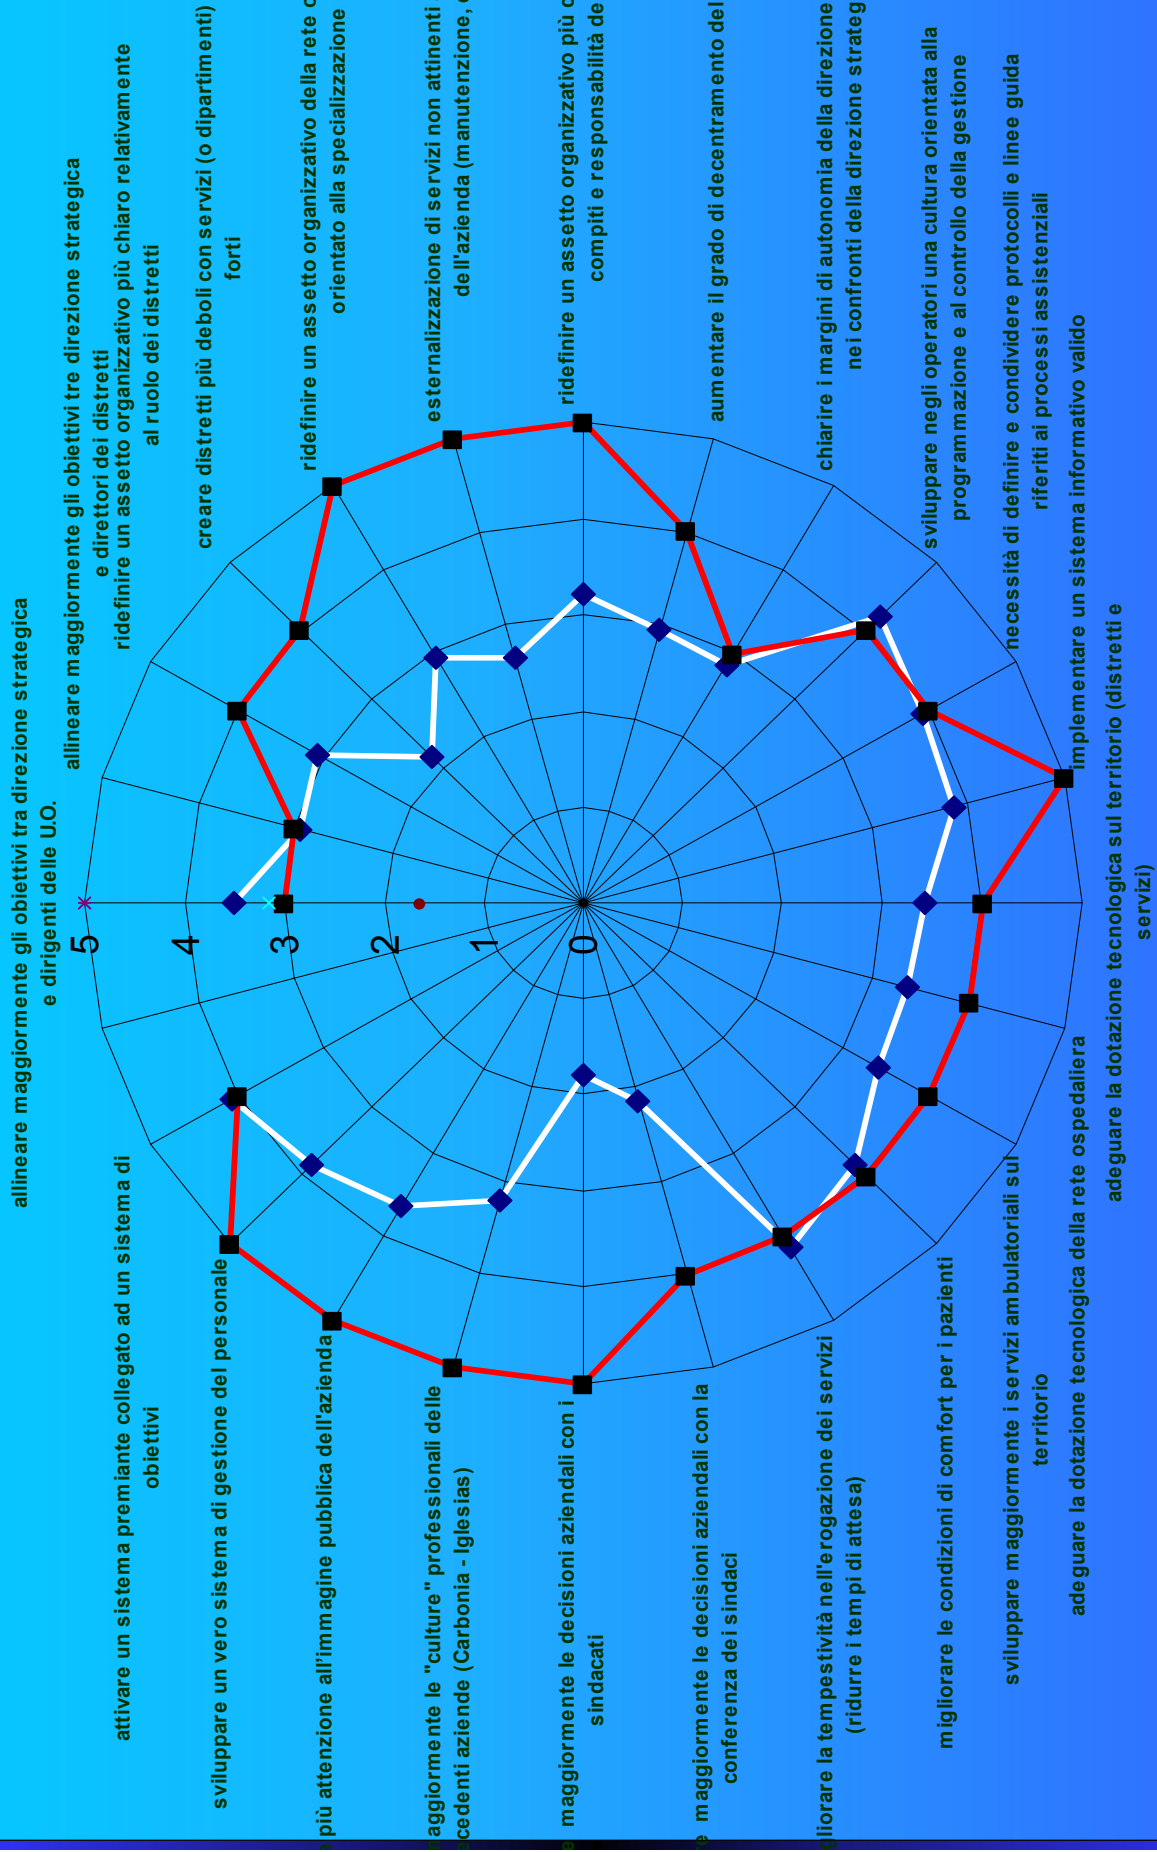 allineare maggiormente gli obiettivi tra direzione strategica
e dirigenti delle U.O.
allineare maggiormente gli obiettivi tre direzione strategica
e direttori dei distretti
ridefinire un assetto organizzativo più chiaro relativamente
al ruolo dei distretti
creare distretti più deboli con servizi (o dipartimenti)
forti
ridefinire un assetto organizzativo della rete
orientato alla specializzazione
esternalizzazione di servizi non attinenti
dell'azienda (manutenzione,
ridefinire un assetto organizzativo più
compiti e responsabilità
aumentare il grado di decentramento del
chiarire i margini di autonomia della direzione
nei confronti della direzione
sviluppare negli operatori una cultura orientata alla
programmazione e al controllo della gestione
necessità di definire e condividere protocolli e linee guida
riferiti ai processi assistenziali
implementare un sistema informativo valido
adeguare la dotazione tecnologica sul territorio (distretti e
servizi)
adeguare la dotazione tecnologica della rete ospedaliera
sviluppare maggiormente i servizi ambulatoriali sul
territorio
migliorare le condizioni di comfort per i pazienti
gliorare la tempestività nell'erogazione dei servizi
(ridurre i tempi di attesa)
e maggiormente le decisioni aziendali con la
conferenza dei sindaci
e maggiormente le decisioni aziendali con i
sindacati
aggiormente le "culture" professionali delle
cedenti aziende (Carbonia - Iglesias)
più attenzione all'immagine pubblica dell'azienda
sviluppare un vero sistema di gestione del personale
attivare un sistema premiante collegato ad un sistema di
obiettivi
5
4
3
2
1
0